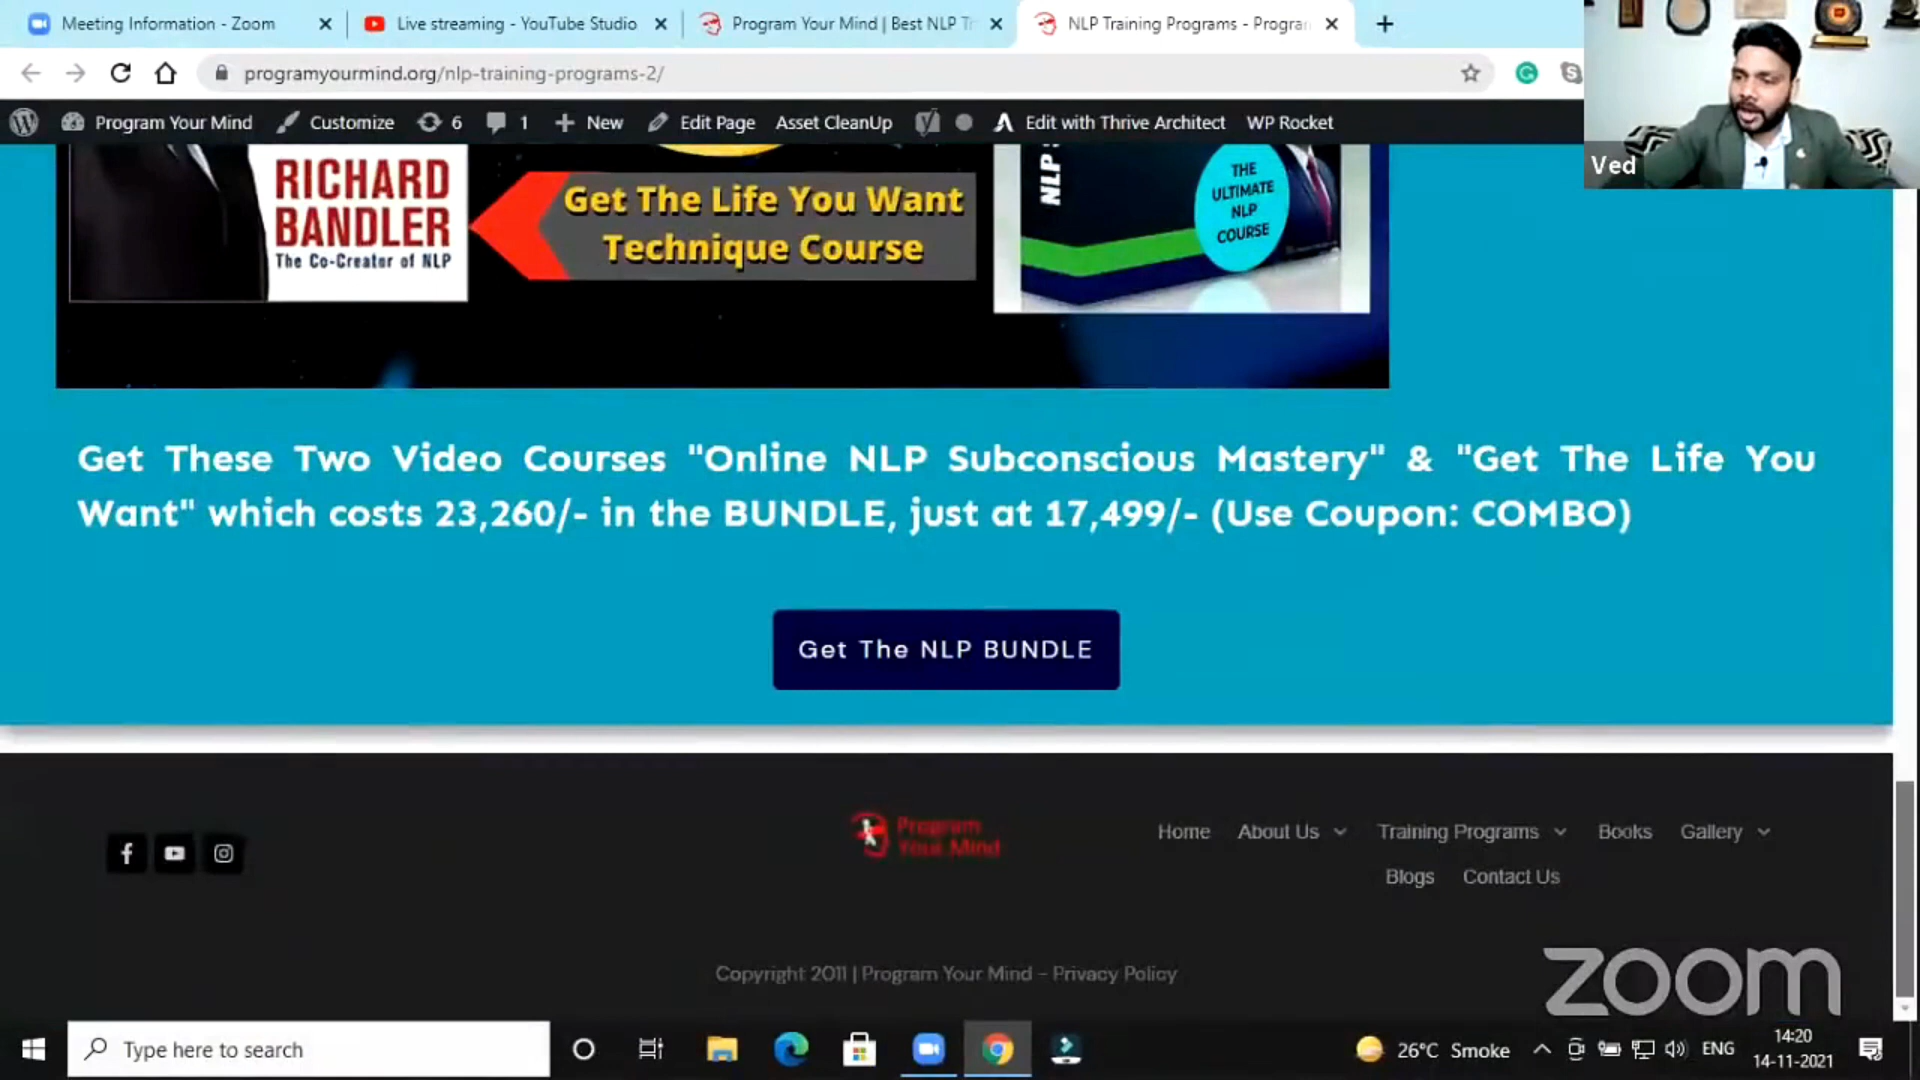 Meeting Information - Zoom
Live streaming - YouTube Studio
Program Your Mind | Best NLP T
NLP Training Programs - Progra
programyourmind.org/nlp-training-programs-2/
Program Your Mind
Customize
6
1
New
Edit Page
Asset CleanUp
Edit with Thrive Architect
WP Rocket
Ved
RICHARD
BANDLER
The Co-Creator of NLP
Get The Life You Want
Technique Course
NLP
THE
ULTIMATE
NLP
COURSE
Get These Two Video Courses "Online NLP Subconscious Mastery" & "Get The Life You
Want" which costs 23,260/- in the BUNDLE, just at 17,499/- (Use Coupon: COMBO)
Get The NLP BUNDLE
Program
Your Mind
Home
About Us
Training Programs
Books
Gallery
Blogs
Contact Us
Copyright 2011 | Program Your Mind - Privacy Policy
zoom
Type here to search
26°C Smoke
ENG
14:20
14-11-2021